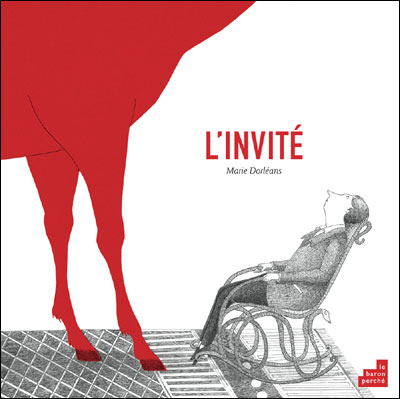 L'INVITÉ
Marie Dorléans
le
baron
perché